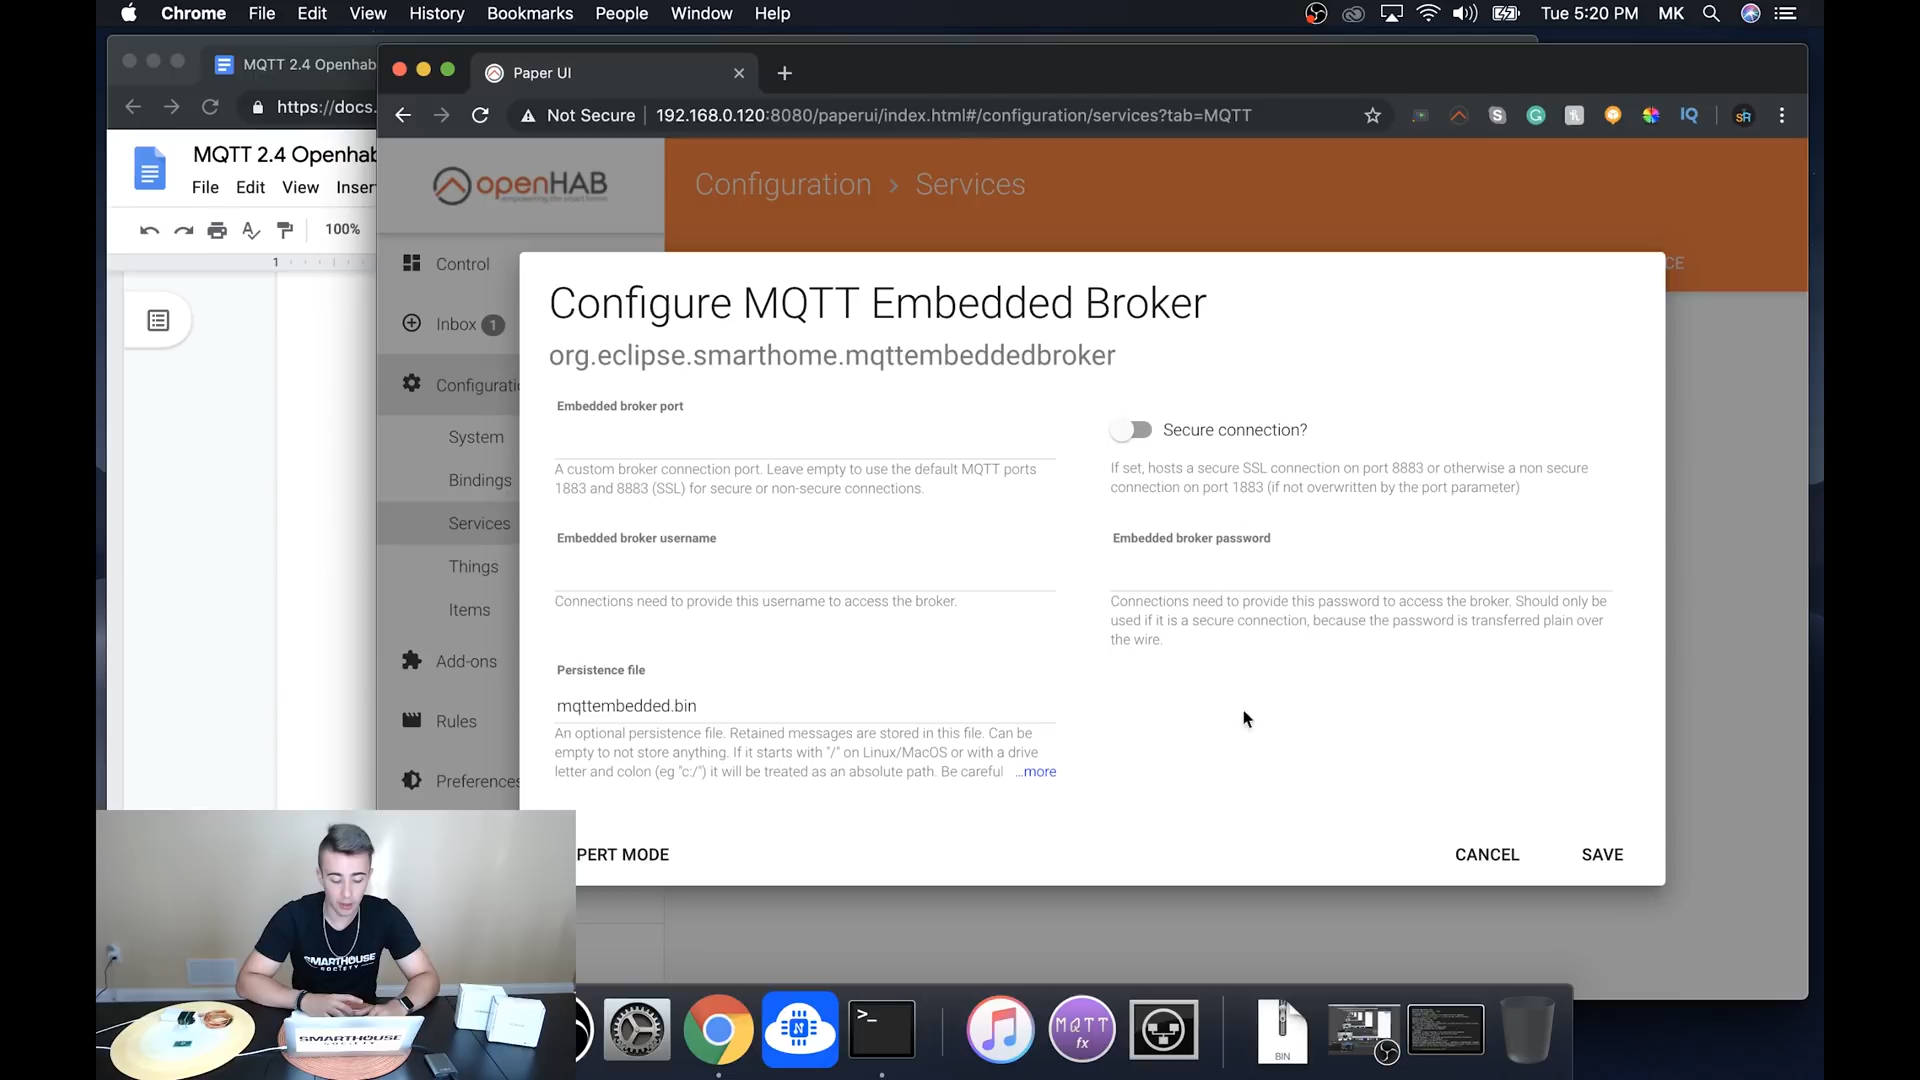 Chrome File Edit View History Bookmarks People Window Help
Tue 5:20 PM MK
MQTT 2.4 Openhab
https://docs.
MQTT 2.4 Openhab
File Edit View Inser
100%
1
Paper UI
Not Secure 192.168.0.120:8080/paperui/index.html#/configuration/services?tab=MQTT
IQ
openHAB
empowering the smart home
Configuration > Services
CE
Control
Inbox 1
Configuratio
System
Bindings
Services
Things
Items
Add-ons
Rules
Preferences
Configure MQTT Embedded Broker
org.eclipse.smarthome.mqttembeddedbroker
Embedded broker port
A custom broker connection port. Leave empty to use the default MQTT ports
1883 and 8883 (SSL) for secure or non-secure connections.
Secure connection?
If set, hosts a secure SSL connection on port 8883 or otherwise a non secure
connection on port 1883 (if not overwritten by the port parameter)
Embedded broker username
Connections need to provide this username to access the broker.
Embedded broker password
Connections need to provide this password to access the broker. Should only be
used if it is a secure connection, because the password is transferred plain over
the wire.
Persistence file
mqttembedded.bin
An optional persistence file. Retained messages are stored in this file. Can be
empty to not store anything. If it starts with "/" on Linux/MacOS or with a drive
letter and colon (eg "c:/") it will be treated as an absolute path. Be careful ...more
PERT MODE
CANCEL
SAVE
SMARTHOUSE
SOCIETY
SMARTHOUSE
N
>_
MQTT
fx
BIN